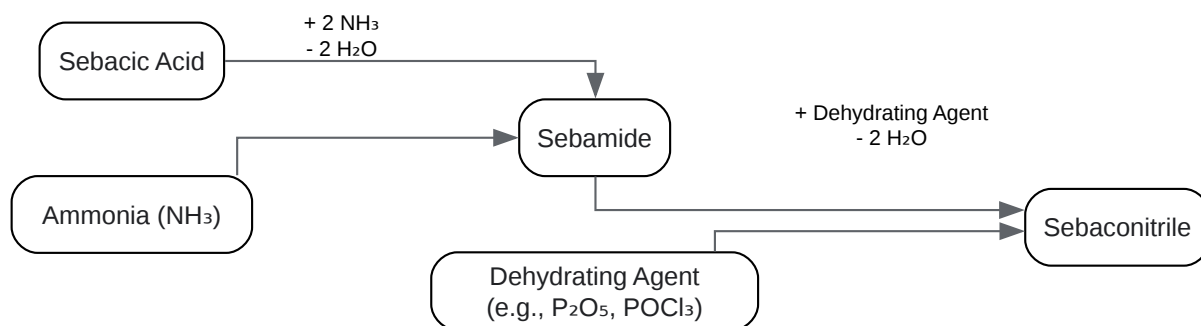 + 2 NH₃
- 2 H₂O
Sebacic Acid
+ Dehydrating Agent
- 2 H₂O
Sebamide
Ammonia (NH₃)
Sebaconitrile
Dehydrating Agent
(e.g., P₂O₅, POCl₃)